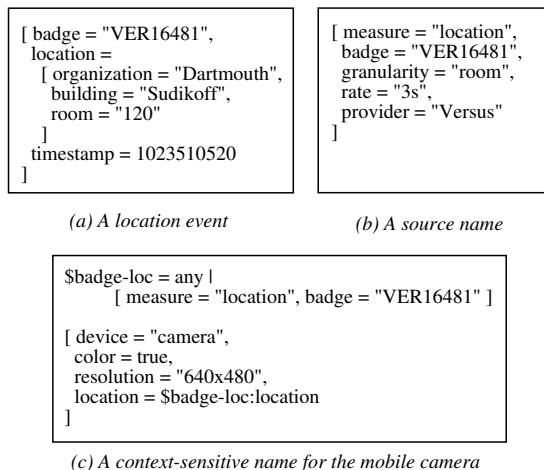 [ badge = "VER16481",
location =
[ organization = "Dartmouth",
building = "Sudikoff",
room = "120"
]
timestamp = 1023510520
]
(a) A location event
[ measure = "location",
badge = "VER16481",
granularity = "room",
rate = "3s",
provider = "Versus"
]
(b) A source name
$badge-loc = any |
[ measure = "location", badge = "VER16481" ]
[ device = "camera",
color = true,
resolution = "640x480",
location = $badge-loc:location
]
(c) A context-sensitive name for the mobile camera